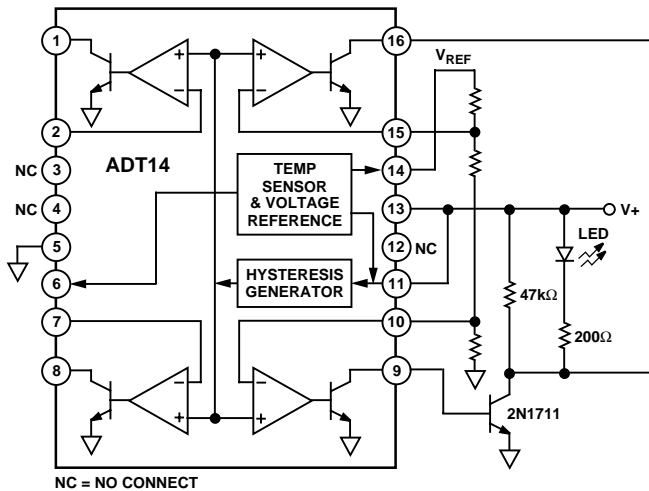 1
16
VREF
+
+
−
−
2
15
ADT14
NC
3
TEMP
SENSOR
& VOLTAGE
REFERENCE
14
NC
4
13
V+
LED
5
12
NC
6
HYSTERESIS
GENERATOR
11
47kΩ
7
10
200Ω
8
−
−
9
+
+
2N1711
NC = NO CONNECT